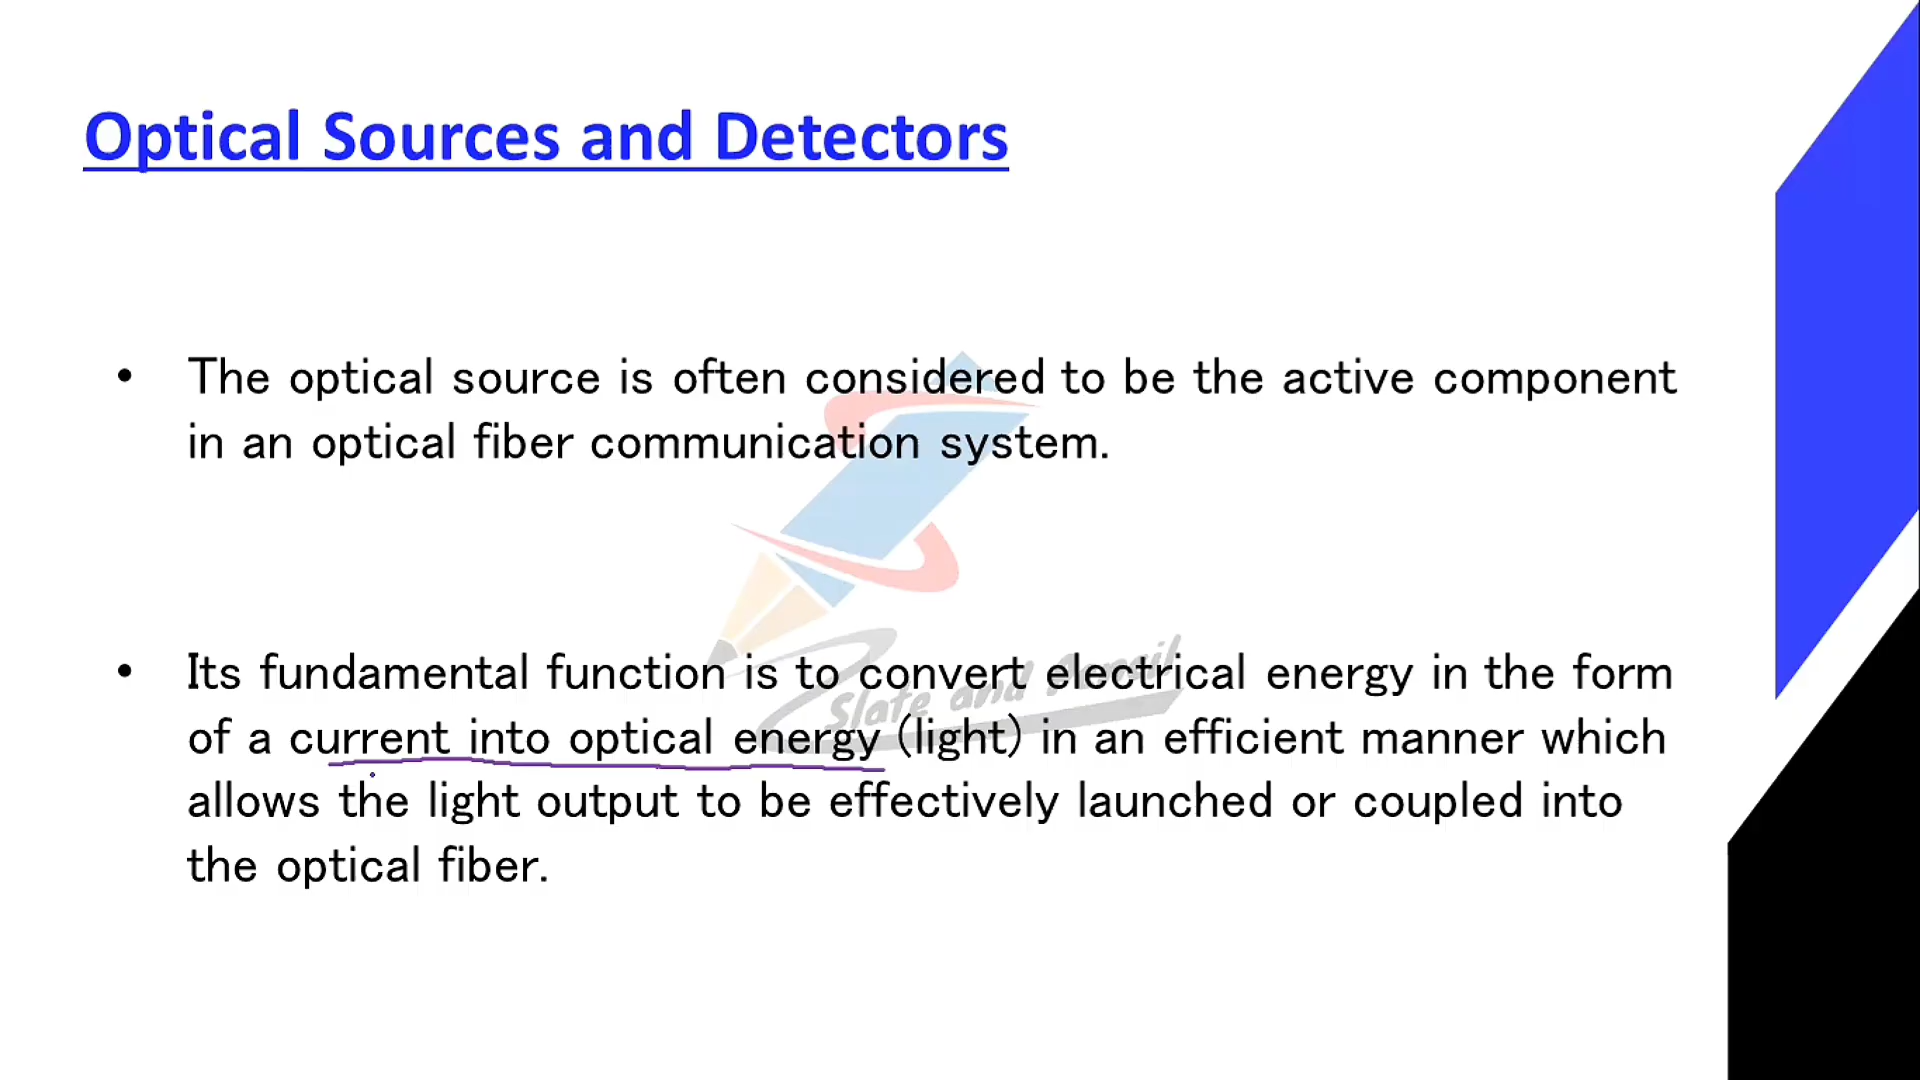 Optical Sources and Detectors
• The optical source is often considered to be the active component
in an optical fiber communication system.
• Its fundamental function is to convert electrical energy in the form
of a current into optical energy (light) in an efficient manner which
allows the light output to be effectively launched or coupled into
the optical fiber.
Slate and Pencil